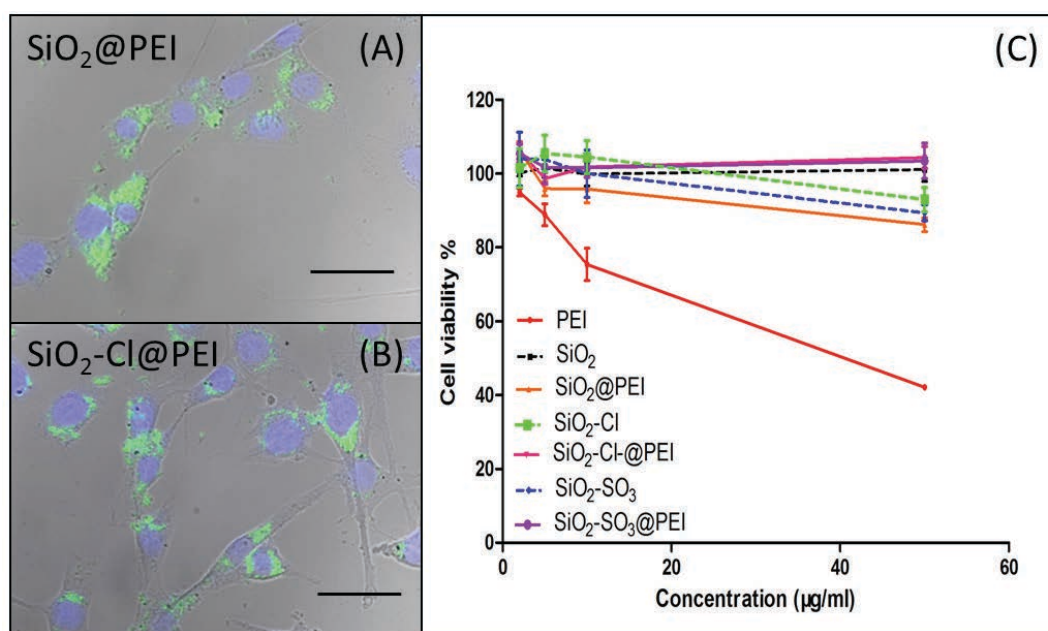 SiO₂@PEI (A)
SiO₂-Cl@PEI (B)
(C)
120
100
80
60
40
20
0
0 20 40 60
Cell viability %
Concentration (µg/ml)
PEI
SiO₂
SiO₂@PEI
SiO₂-Cl
SiO₂-Cl-@PEI
SiO₂-SO₃
SiO₂-SO₃@PEI